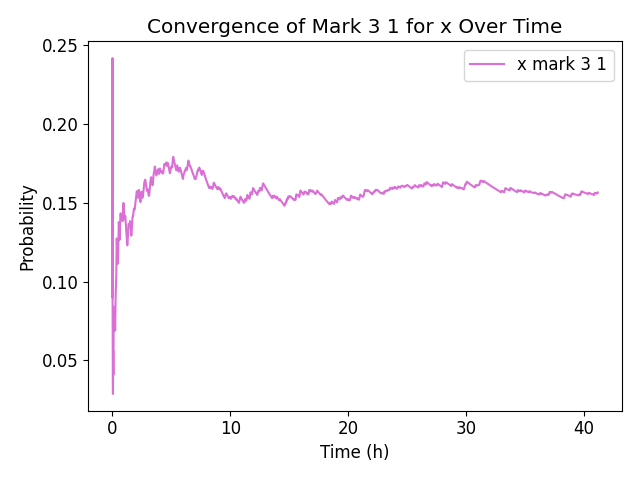 Convergence of Mark 3 1 for x Over Time
x mark 3 1
Probability
0.25
0.20
0.15
0.10
0.05
0 10 20 30 40
Time (h)